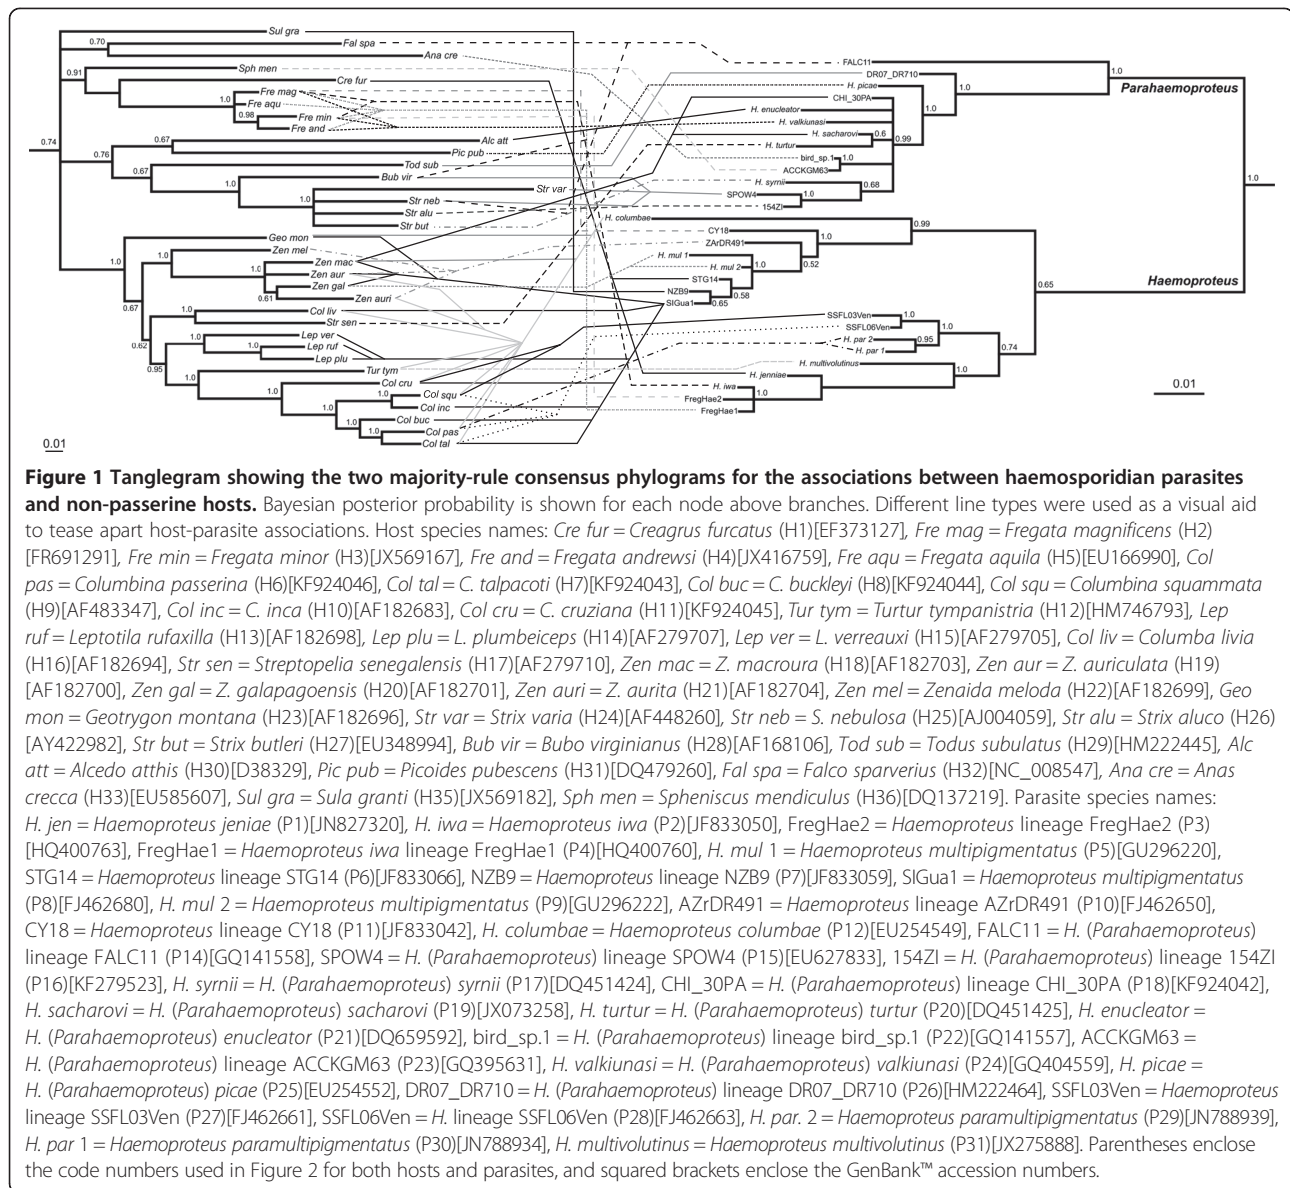 Sul gra
0.70
Fal spa
Ana cre
0.91
Sph men
Cre fur
1.0
Fre mag
Fre aqu
0.98
Fre min
Fre and
0.74
0.67
Alc att
Pic pub
0.76
0.67
Tod sub
Bub vir
1.0
Str var
1.0
Str neb
Str alu
Str but
Geo mon
Zen mel
1.0
Zen mac
1.0
Zen aur
Zen gal
0.61
Zen auri
0.67
Col liv
Str sen
0.62
Lep ver
1.0
Lep ruf
1.0
Lep plu
0.95
Tur tym
1.0
Col cru
1.0
Col squ
1.0
Col inc
1.0
Col buc
1.0
Col pas
1.0
Col tal
0.01
FALC11
DR07_DR710
H. picae
CHI_30PA
H. enucleator
H. valkiunasi
H. sacharovi
0.6
H. turtur
bird_sp.1
1.0
ACCKGM63
H. syrnii
SPOW4
1.0
154ZI
0.68
0.99
1.0
1.0
1.0
Parahaemoproteus
1.0
H. columbae
CY18
ZArDR491
H. mul 1
H. mul 2
1.0
STG14
NZB9
0.58
SIGua1
0.65
0.52
1.0
0.99
Haemoproteus
0.65
SSFL03Ven
SSFL06Ven
1.0
H. par 2
H. par 1
0.95
1.0
0.74
H. multivolutinus
H. jenniae
1.0
H. iwa
1.0
FregHae2
FregHae1
1.0
0.01
Figure 1 Tanglegram showing the two majority-rule consensus phylograms for the associations between haemosporidian parasites
and non-passerine hosts. Bayesian posterior probability is shown for each node above branches. Different line types were used as a visual aid
to tease apart host-parasite associations. Host species names: Cre fur = Creagrus furcatus (H1)[EF373127], Fre mag = Fregata magnificens (H2)
[FR691291], Fre min = Fregata minor (H3)[JX569167], Fre and = Fregata andrewsi (H4)[JX416759], Fre aqu = Fregata aquila (H5)[EU166990], Col
pas = Columbina passerina (H6)[KF924046], Col tal = C. talpacoti (H7)[KF924043], Col buc = C. buckleyi (H8)[KF924044], Col squ = Columbina squammata
(H9)[AF483347], Col inc = C. inca (H10)[AF182683], Col cru = C. cruziana (H11)[KF924045], Tur tym = Turtur tympanistria (H12)[HM746793], Lep
ruf = Leptotila rufaxilla (H13)[AF182698], Lep plu = L. plumbeiceps (H14)[AF279707], Lep ver = L. verreauxi (H15)[AF279705], Col liv = Columba livia
(H16)[AF182694], Str sen = Streptopelia senegalensis (H17)[AF279710], Zen mac = Z. macroura (H18)[AF182703], Zen aur = Z. auriculata (H19)
[AF182700], Zen gal = Z. galapagoensis (H20)[AF182701], Zen auri = Z. aurita (H21)[AF182704], Zen mel = Zenaida meloda (H22)[AF182699], Geo
mon = Geotrygon montana (H23)[AF182696], Str var = Strix varia (H24)[AF448260], Str neb = S. nebulosa (H25)[AJ004059], Str alu = Strix aluco (H26)
[AY422982], Str but = Strix butleri (H27)[EU348994], Bub vir = Bubo virginianus (H28)[AF168106], Tod sub = Todus subulatus (H29)[HM222445], Alc
att = Alcedo atthis (H30)[D38329], Pic pub = Picoides pubescens (H31)[DQ479260], Fal spa = Falco sparverius (H32)[NC_008547], Ana cre = Anas
crecca (H33)[EU585607], Sul gra = Sula granti (H35)[JX569182], Sph men = Spheniscus mendiculus (H36)[DQ137219]. Parasite species names:
H. jen = Haemoproteus jeniae (P1)[JN827320], H. iwa = Haemoproteus iwa (P2)[JF833050], FregHae2 = Haemoproteus lineage FregHae2 (P3)
[HQ400763], FregHae1 = Haemoproteus iwa lineage FregHae1 (P4)[HQ400760], H. mul 1 = Haemoproteus multipigmentatus (P5)[GU296220],
STG14 = Haemoproteus lineage STG14 (P6)[JF833066], NZB9 = Haemoproteus lineage NZB9 (P7)[JF833059], SIGua1 = Haemoproteus multipigmentatus
(P8)[FJ462680], H. mul 2 = Haemoproteus multipigmentatus (P9)[GU296222], AZrDR491 = Haemoproteus lineage AZrDR491 (P10)[FJ462650],
CY18 = Haemoproteus lineage CY18 (P11)[JF833042], H. columbae = Haemoproteus columbae (P12)[EU254549], FALC11 = H. (Parahaemoproteus)
lineage FALC11 (P14)[GQ141558], SPOW4 = H. (Parahaemoproteus) lineage SPOW4 (P15)[EU627833], 154ZI = H. (Parahaemoproteus) lineage 154ZI
(P16)[KF279523], H. syrnii = H. (Parahaemoproteus) syrnii (P17)[DQ451424], CHI_30PA = H. (Parahaemoproteus) lineage CHI_30PA (P18)[KF924042],
H. sacharovi = H. (Parahaemoproteus) sacharovi (P19)[JX073258], H. turtur = H. (Parahaemoproteus) turtur (P20)[DQ451425], H. enucleator =
H. (Parahaemoproteus) enucleator (P21)[DQ659592], bird_sp.1 = H. (Parahaemoproteus) lineage bird_sp.1 (P22)[GQ141557], ACCKGM63 =
H. (Parahaemoproteus) lineage ACCKGM63 (P23)[GQ395631], H. valkiunasi = H. (Parahaemoproteus) valkiunasi (P24)[GQ404559], H. picae =
H. (Parahaemoproteus) picae (P25)[EU254552], DR07_DR710 = H. (Parahaemoproteus) lineage DR07_DR710 (P26)[HM222464], SSFL03Ven = Haemoproteus
lineage SSFL03Ven (P27)[FJ462661], SSFL06Ven = H. lineage SSFL06Ven (P28)[FJ462663], H. par. 2 = Haemoproteus paramultipigmentatus (P29)[JN788939],
H. par 1 = Haemoproteus paramultipigmentatus (P30)[JN788934], H. multivolutinus = Haemoproteus multivolutinus (P31)[JX275888]. Parentheses enclose
the code numbers used in Figure 2 for both hosts and parasites, and squared brackets enclose the GenBank™ accession numbers.